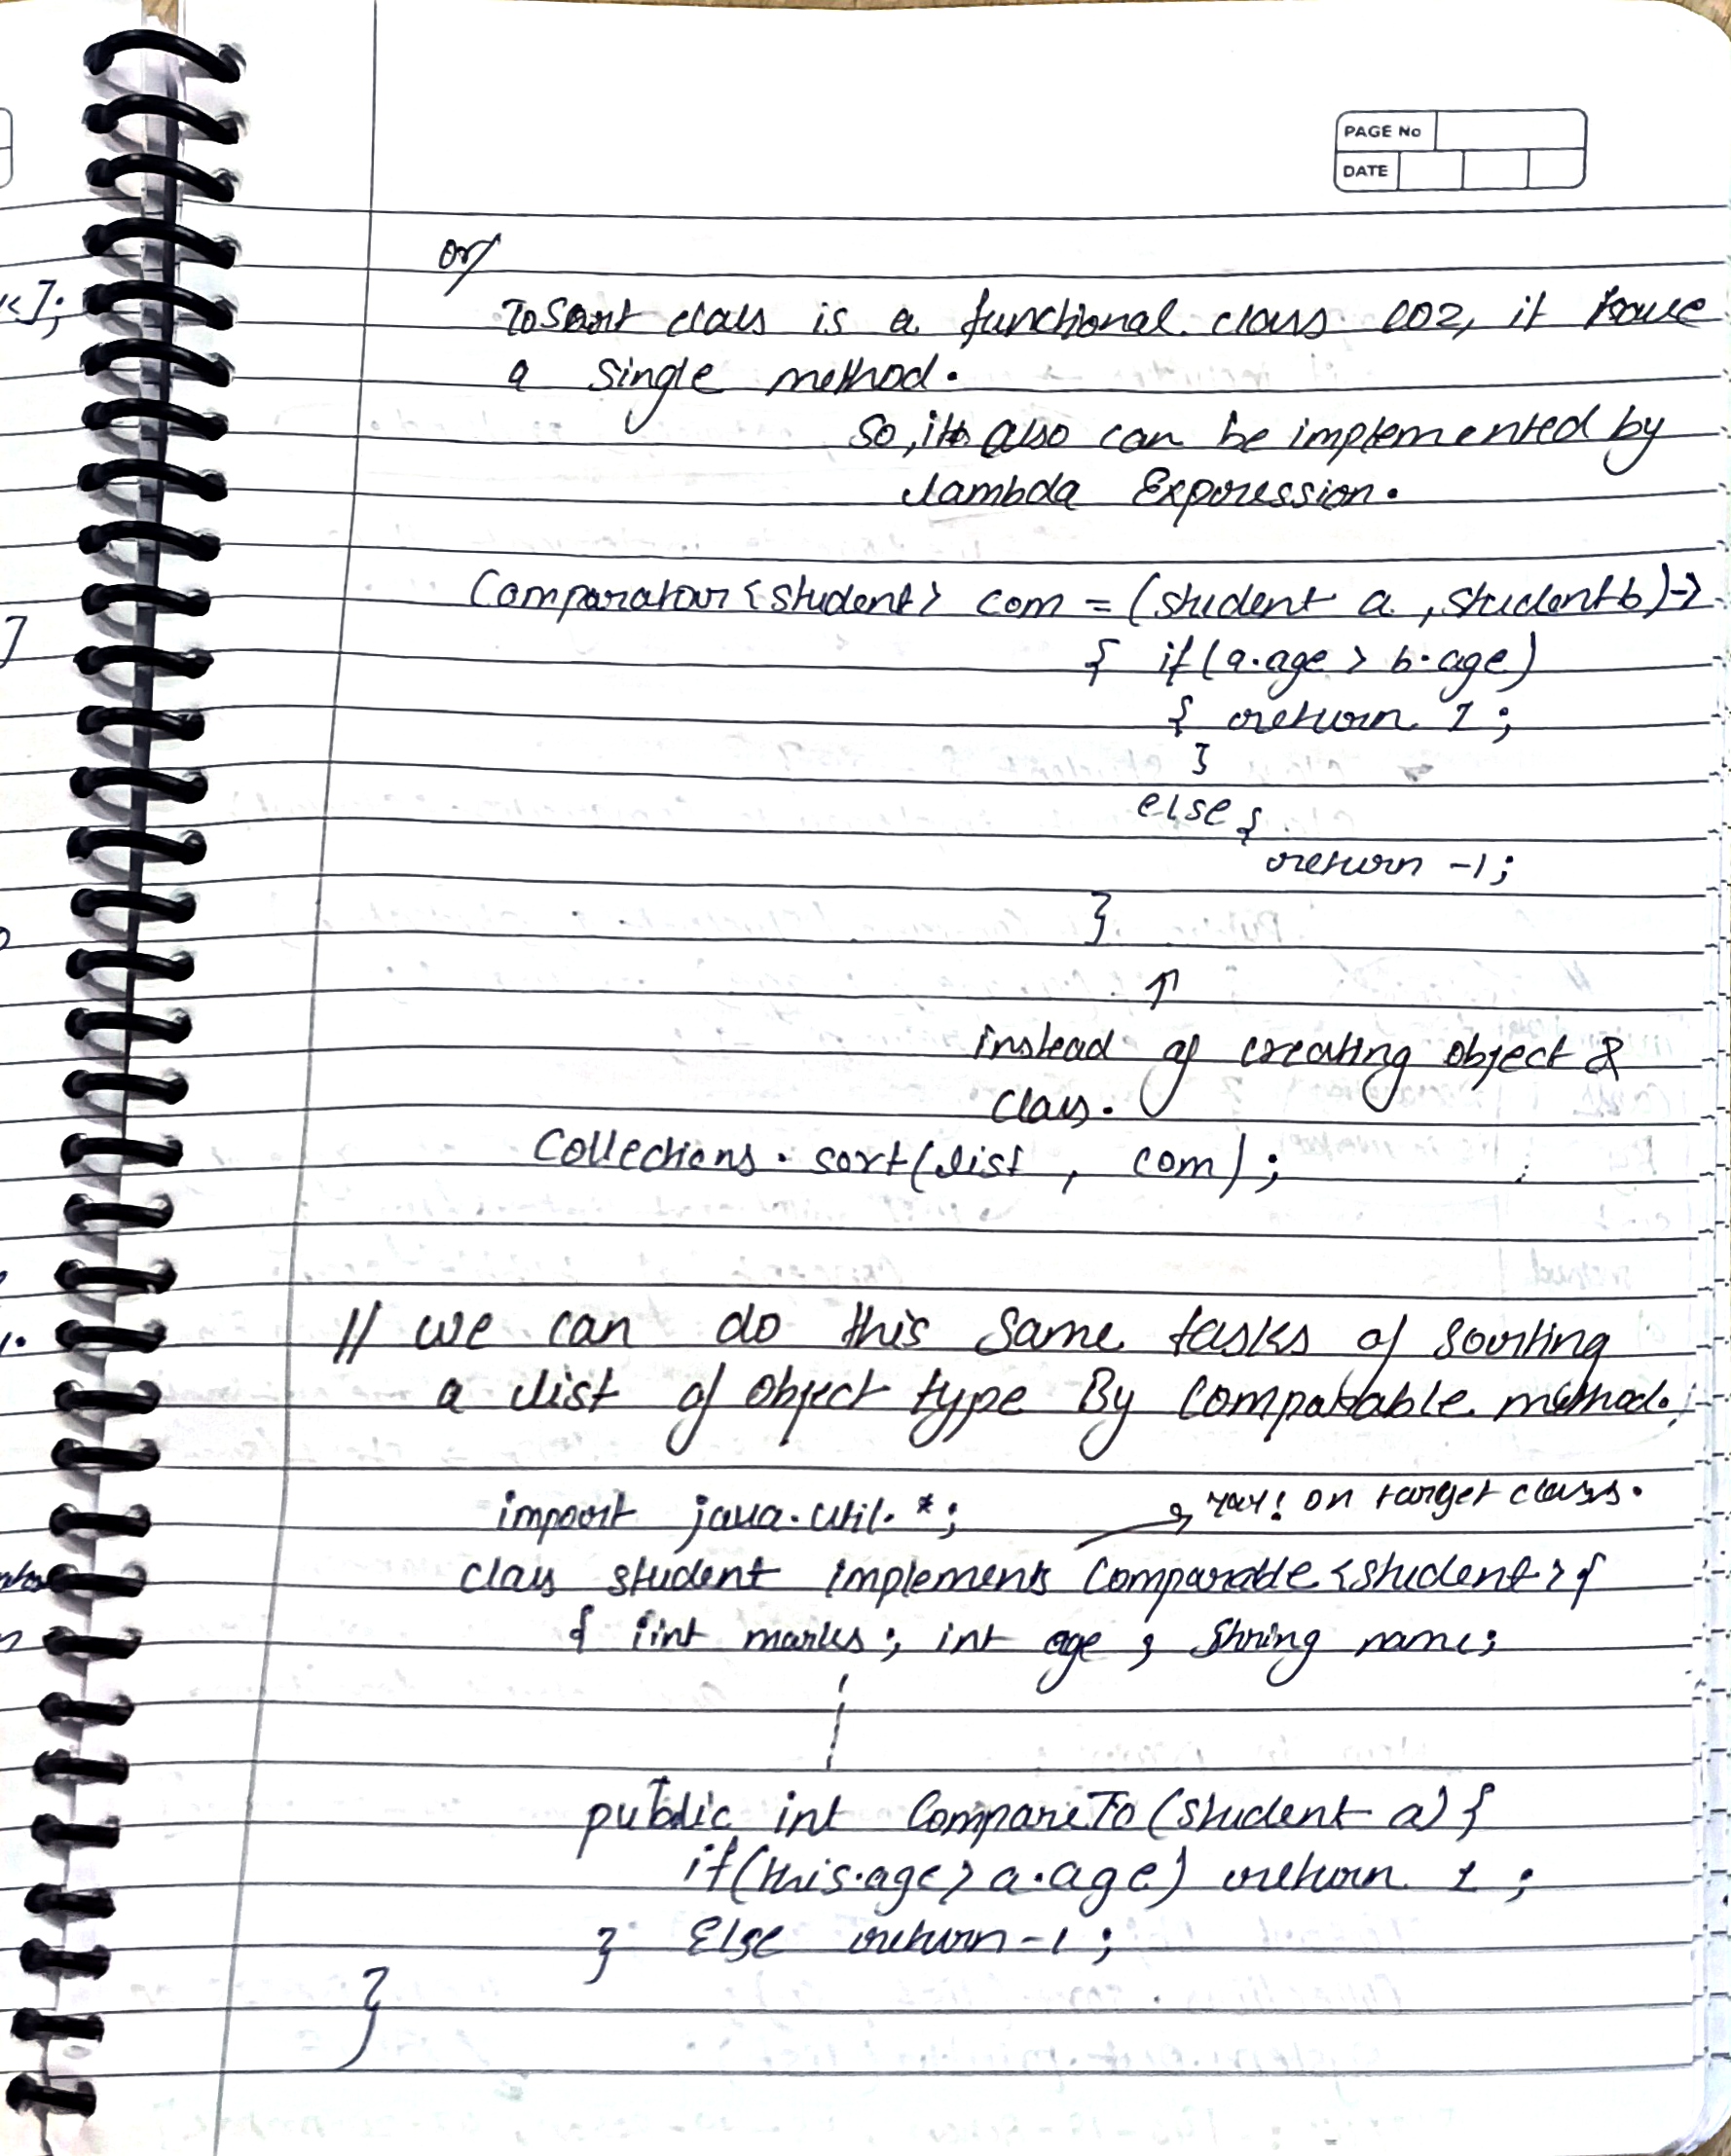 PAGE No
DATE
or/
ToSort class is a functional class coz, it have
a single method.
So, it also can be implemented by
lambda Expression.
Comparator<student> com = (student a , student b)->
{ if(a.age > b.age)
{ return 1 ;
}
else {
return -1;
}
↑
instead of creating object &
class.
Collections . sort(list , com) ;
// we can do this same tasks of sorting
a list of object type By Comparable method.
import java.util. *;
→ yay! on target class.
class student implements Comparable<student>{
{ iint marks ; int age ; String name;
public int CompareTo (student a) {
if(this.age > a.age) return 1 ;
} Else return -1 ;
}